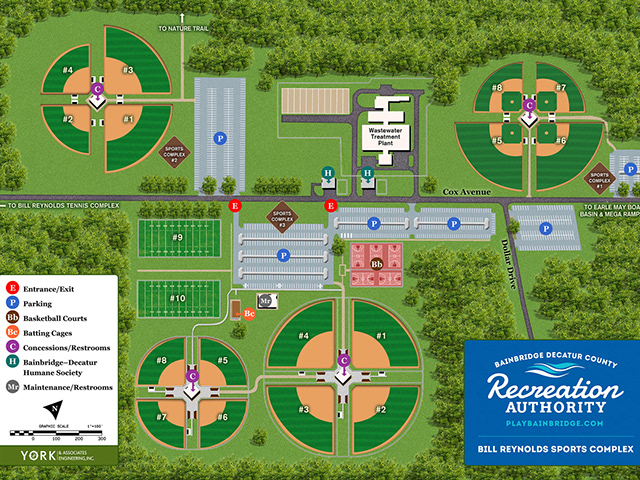 TO NATURE TRAIL
#4
#3
C
#2
#1
SPORTS
COMPLEX
#2
P
Wastewater
Treatment
Plant
H
H
#8
#7
C
#5
#6
SPORTS
COMPLEX
#1
P
Cox Avenue
TO BILL REYNOLDS TENNIS COMPLEX
E
SPORTS
COMPLEX
#3
E
P
P
P
TO EARLE MAY BOA
BASIN & MEGA RAMP
Dollar Drive
#9
P
Bb
#10
Mr
Bc
E Entrance/Exit
P Parking
Bb Basketball Courts
Bc Batting Cages
C Concessions/Restrooms
H Bainbridge–Decatur
Humane Society
Mr Maintenance/Restrooms
N
GRAPHIC SCALE 1"=100'
0 100 200 300
YORK & ASSOCIATES
ENGINEERING, INC.
#8
#5
C
#7
#6
#4
#1
C
#3
#2
BAINBRIDGE DECATUR COUNTY
Recreation
AUTHORITY
PLAYBAINBRIDGE.COM
BILL REYNOLDS SPORTS COMPLEX